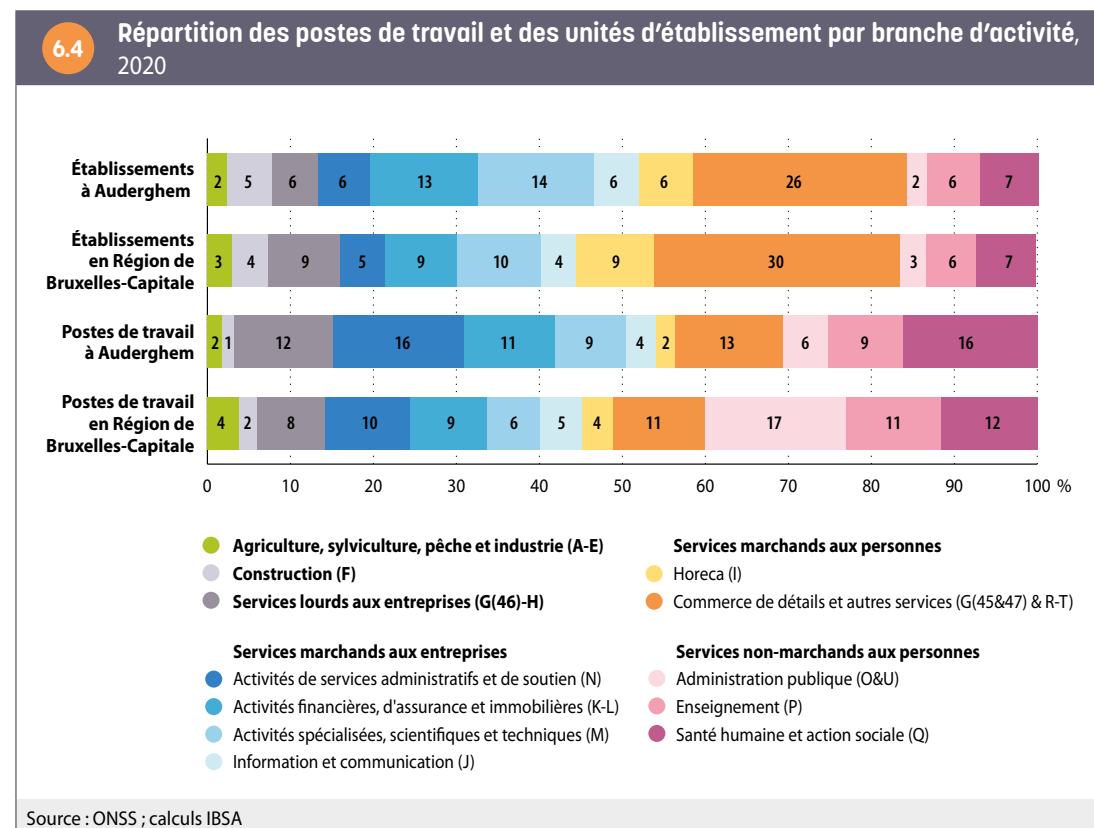 6.4
Répartition des postes de travail et des unités d'établissement par branche d'activité,
2020
Établissements
à Auderghem
2 5 6 6 13 14 6 6 26 2 6 7
Établissements
en Région de
Bruxelles-Capitale
3 4 9 5 9 10 4 9 30 3 6 7
Postes de travail
à Auderghem
2 1 12 16 11 9 4 2 13 6 9 16
Postes de travail
en Région de
Bruxelles-Capitale
4 2 8 10 9 6 5 4 11 17 11 12
0 10 20 30 40 50 60 70 80 90 100 %
Agriculture, sylviculture, pêche et industrie (A-E)
Construction (F)
Services lourds aux entreprises (G(46)-H)
Services marchands aux entreprises
Activités de services administratifs et de soutien (N)
Activités financières, d'assurance et immobilières (K-L)
Activités spécialisées, scientifiques et techniques (M)
Information et communication (J)
Services marchands aux personnes
Horeca (I)
Commerce de détails et autres services (G(45&47) & R-T)
Services non-marchands aux personnes
Administration publique (O&U)
Enseignement (P)
Santé humaine et action sociale (Q)
Source : ONSS ; calculs IBSA